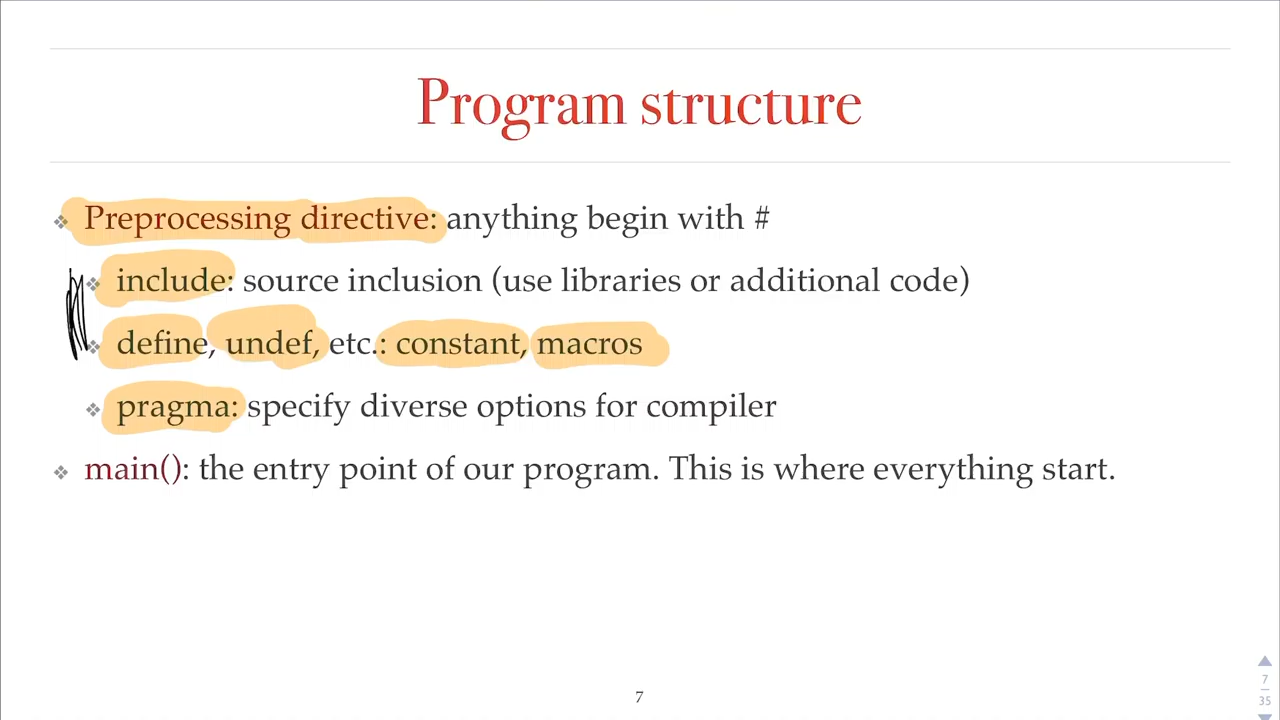 Program structure
Preprocessing directive: anything begin with #
include: source inclusion (use libraries or additional code)
define, undef, etc.: constant, macros
pragma: specify diverse options for compiler
main(): the entry point of our program. This is where everything start.
7
7
35